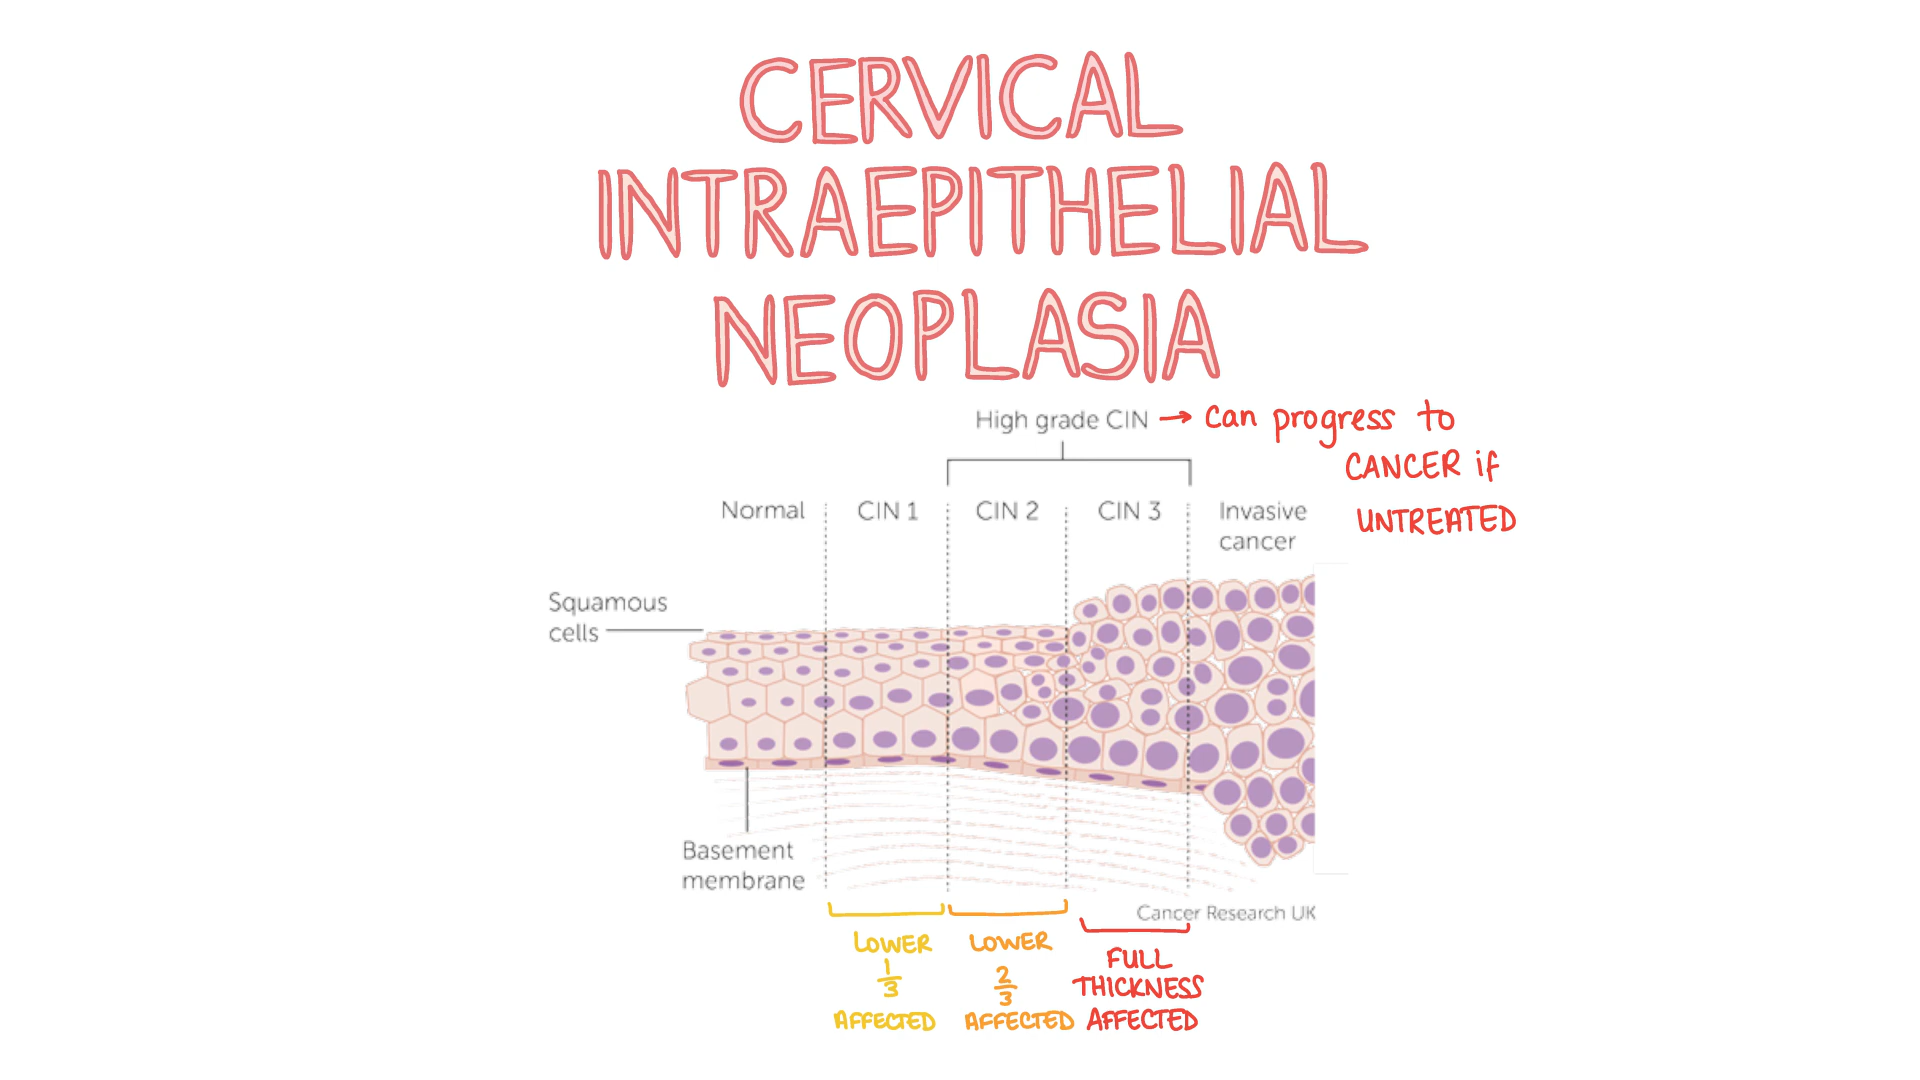 CERVICAL
INTRAEPITHELIAL
NEOPLASIA
High grade CIN → can progress to
CANCER if
UNTREATED
Normal
CIN 1
CIN 2
CIN 3
Invasive
cancer
Squamous
cells
Basement
membrane
Cancer Research UK
LOWER
1/3
AFFECTED
LOWER
2/3
AFFECTED
FULL
THICKNESS
AFFECTED